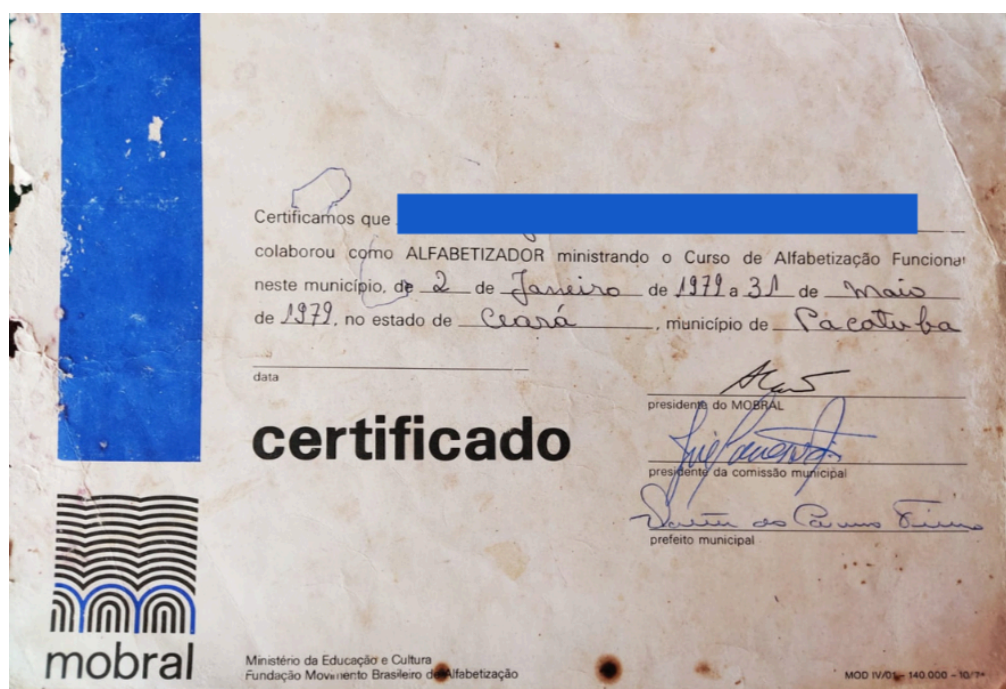 Certificamos que
colaborou como ALFABETIZADOR ministrando o Curso de Alfabetização Funcional
neste município, de 2 de Janeiro de 1979 a 31 de Maio
de 1979, no estado de Ceará, município de Pacatuba
data
presidente do MOBRAL
certificado
presidente da comissão municipal
prefeito municipal
mobral
Ministério da Educação e Cultura
Fundação Movimento Brasileiro de Alfabetização
MOD IV/01 - 140.000 - 10/7